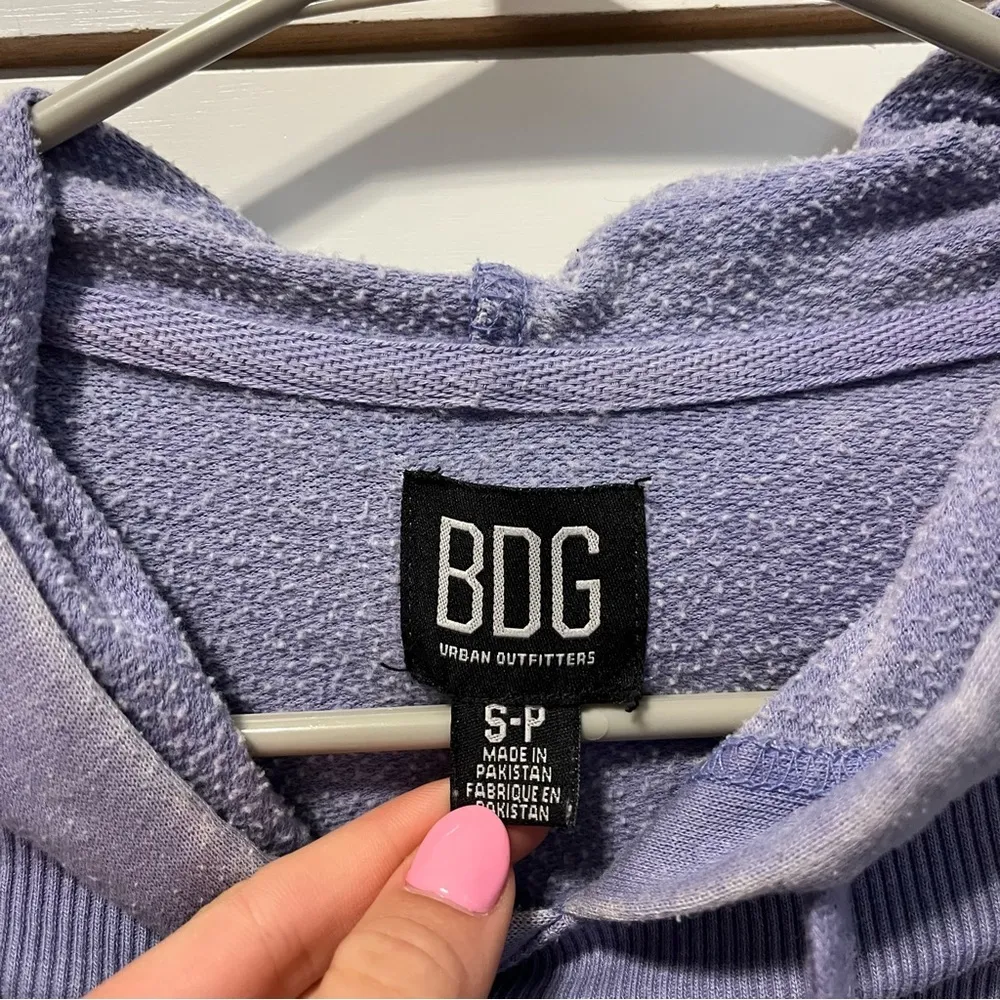 BDG
URBAN OUTFITTERS
S-P
MADE IN
PAKISTAN
FABRIQUE EN
PAKISTAN